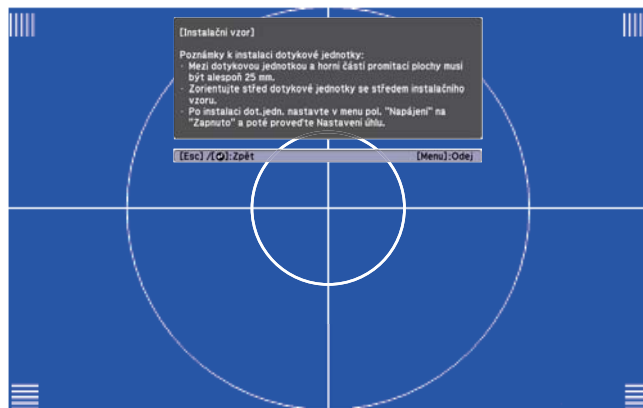 [Instalační vzor]
Poznámky k instalaci dotykové jednotky:
· Mezi dotykovou jednotkou a horní částí promítací plochy musí
být alespoň 25 mm.
· Zorientujte střed dotykové jednotky se středem instalačního
vzoru.
· Po instalaci dot.jedn. nastavte v menu pol. "Napájení" na
"Zapnuto" a poté proveďte Nastavení úhlu.
[Esc] /[↺]:Zpět [Menu]:Odej